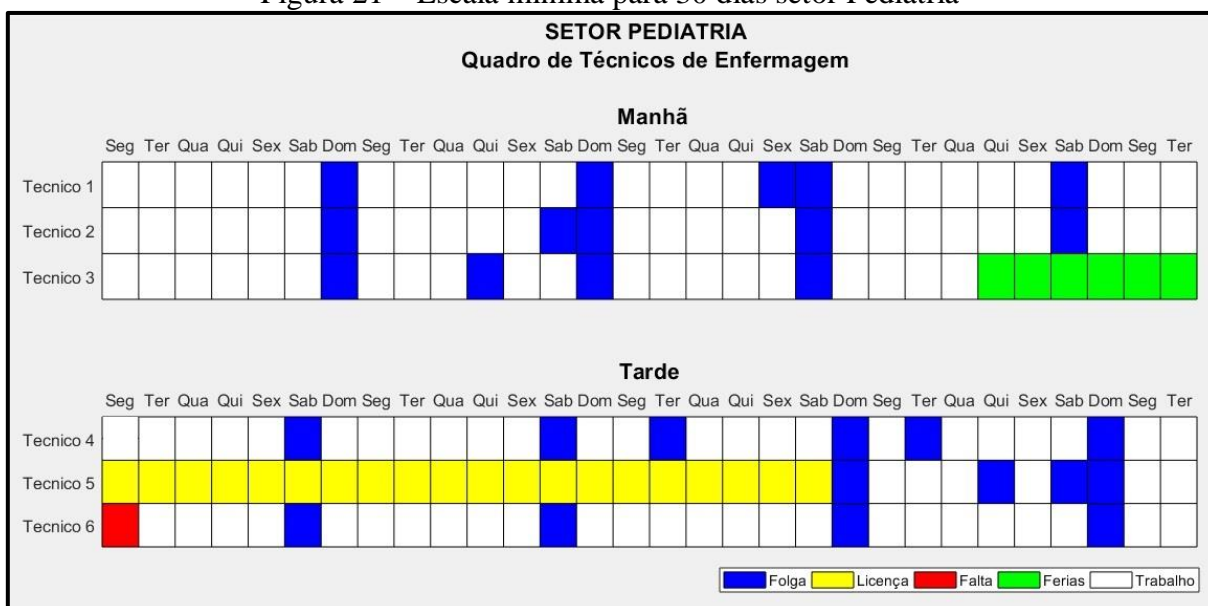 Figura 21 – Escala mínima para 30 dias setor Pediatria
SETOR PEDIATRIA
Quadro de Técnicos de Enfermagem
Manhã
Seg Ter Qua Qui Sex Sab Dom Seg Ter Qua Qui Sex Sab Dom Seg Ter Qua Qui Sex Sab Dom Seg Ter Qua Qui Sex Sab Dom Seg Ter
Tecnico 1
Tecnico 2
Tecnico 3
Tarde
Seg Ter Qua Qui Sex Sab Dom Seg Ter Qua Qui Sex Sab Dom Seg Ter Qua Qui Sex Sab Dom Seg Ter Qua Qui Sex Sab Dom Seg Ter
Tecnico 4
Tecnico 5
Tecnico 6
Folga Licença Falta Ferias Trabalho